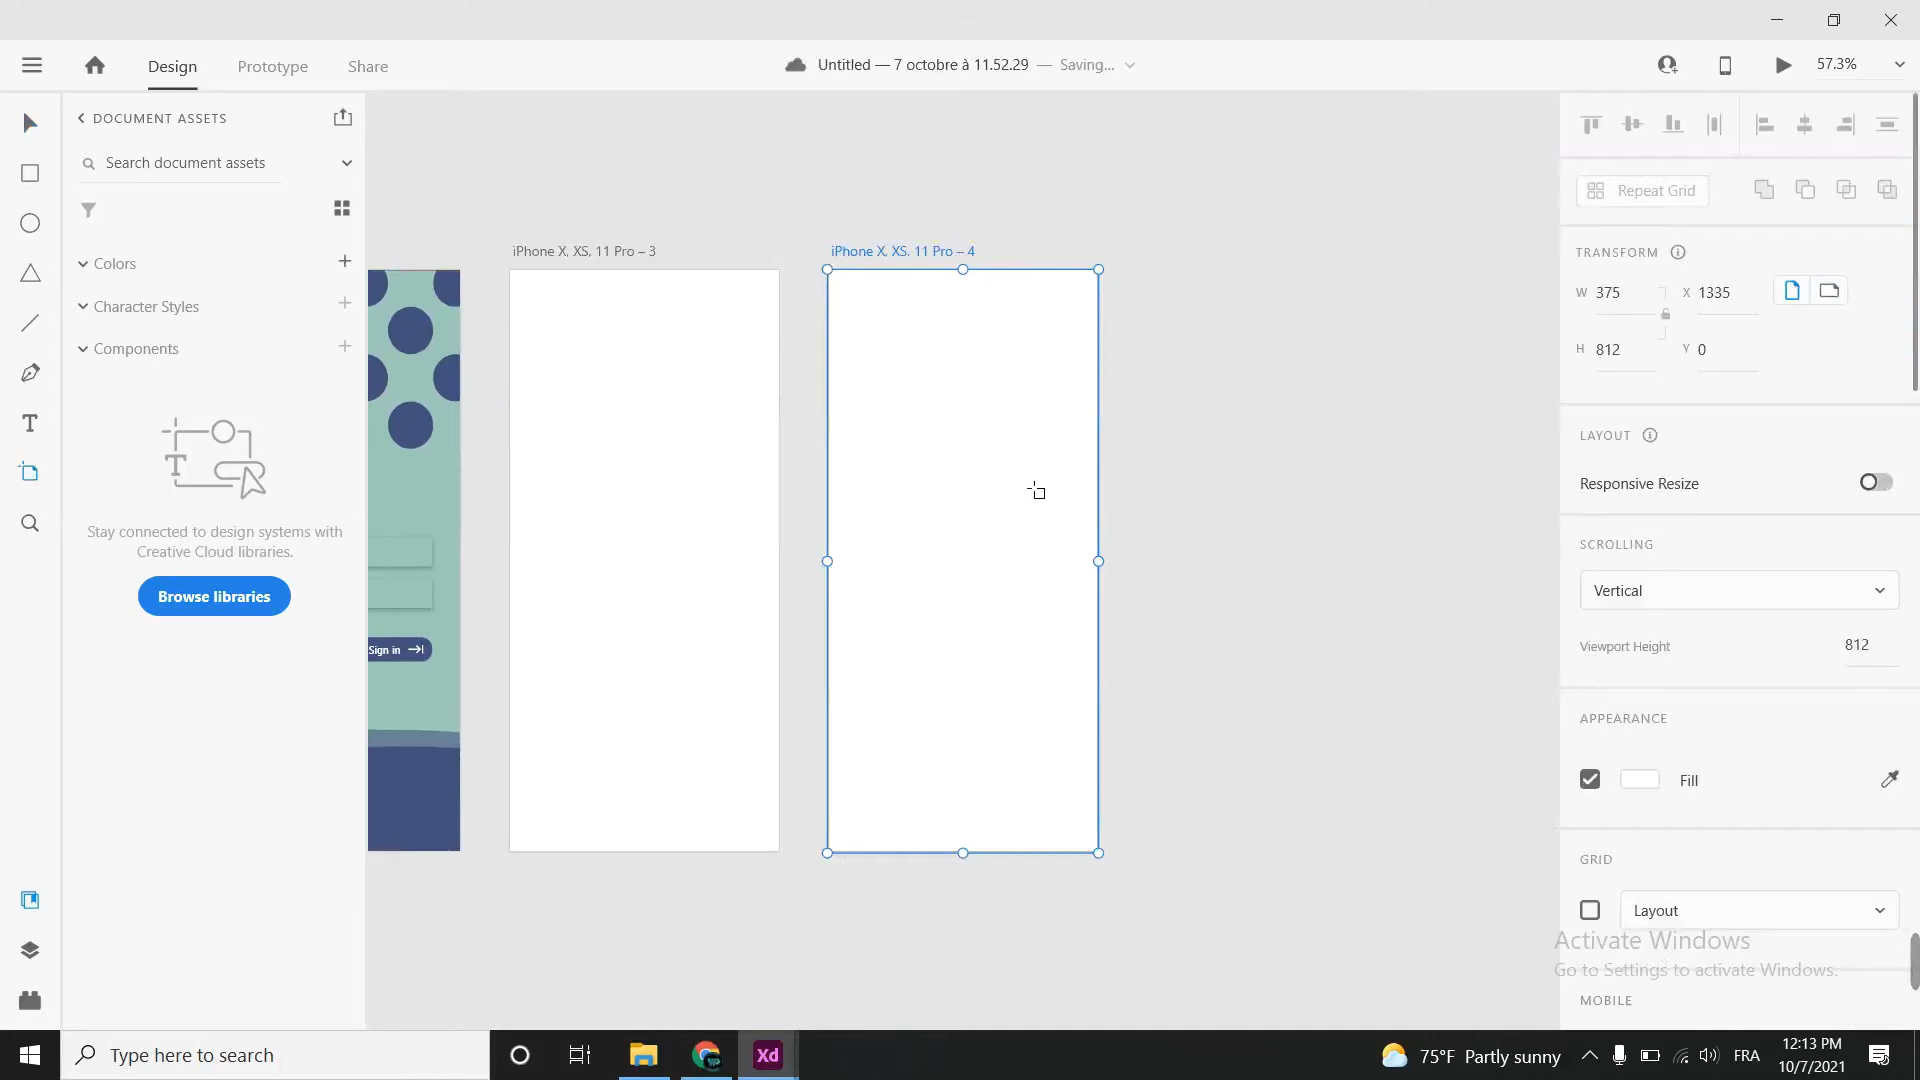 Design
Prototype
Share
Untitled — 7 octobre à 11.52.29 — Saving...
57.3%
DOCUMENT ASSETS
Search document assets
Colors
Character Styles
Components
Stay connected to design systems with
Creative Cloud libraries.
Browse libraries
Sign in
iPhone X, XS, 11 Pro – 3
iPhone X, XS, 11 Pro – 4
Repeat Grid
TRANSFORM
W 375
X 1335
H 812
Y 0
LAYOUT
Responsive Resize
SCROLLING
Vertical
Viewport Height
812
APPEARANCE
Fill
GRID
Layout
Activate Windows
Go to Settings to activate Windows.
MOBILE
Type here to search
Xd
75°F Partly sunny
FRA
12:13 PM
10/7/2021